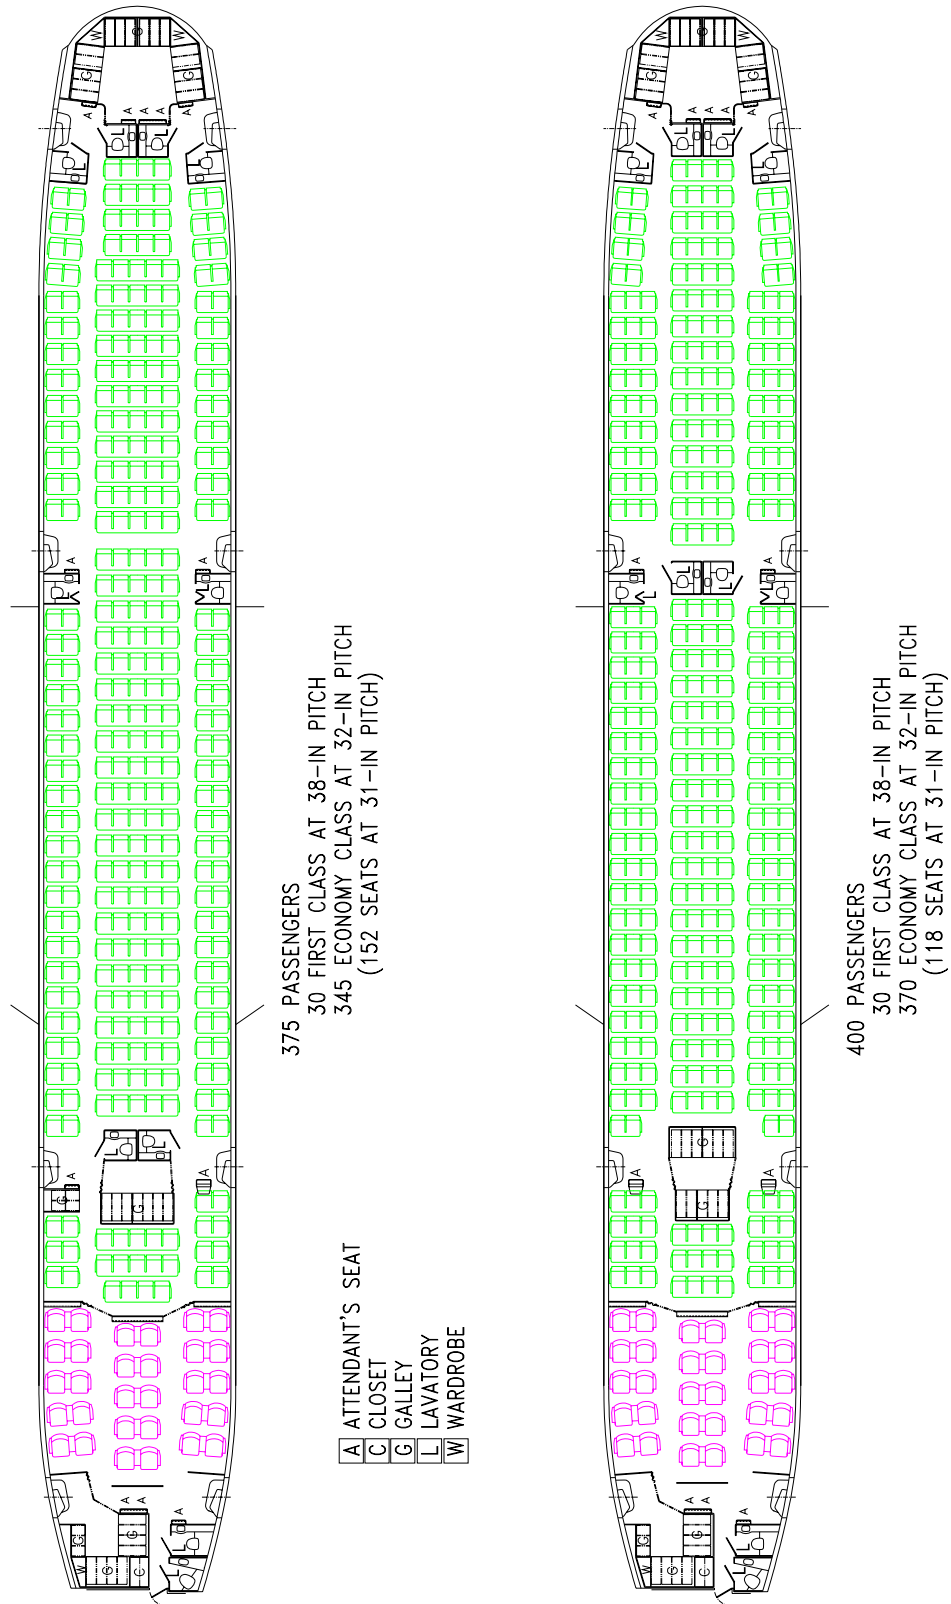 W
G
W
G
G
A
A
A
A
A
L
L
L
L
A
A
L
L
L
L
G
A
A
G
G
A
A
A
W
G
G
G
C
L
L
375 PASSENGERS
30 FIRST CLASS AT 38-IN PITCH
345 ECONOMY CLASS AT 32-IN PITCH
(152 SEATS AT 31-IN PITCH)
A ATTENDANT'S SEAT
C CLOSET
G GALLEY
L LAVATORY
W WARDROBE
W
G
W
G
G
A
A
A
A
A
L
L
L
L
A
A
L
L
L
L
G
A
A
G
A
A
A
W
G
G
G
C
L
L
400 PASSENGERS
30 FIRST CLASS AT 38-IN PITCH
370 ECONOMY CLASS AT 32-IN PITCH
(118 SEATS AT 31-IN PITCH)